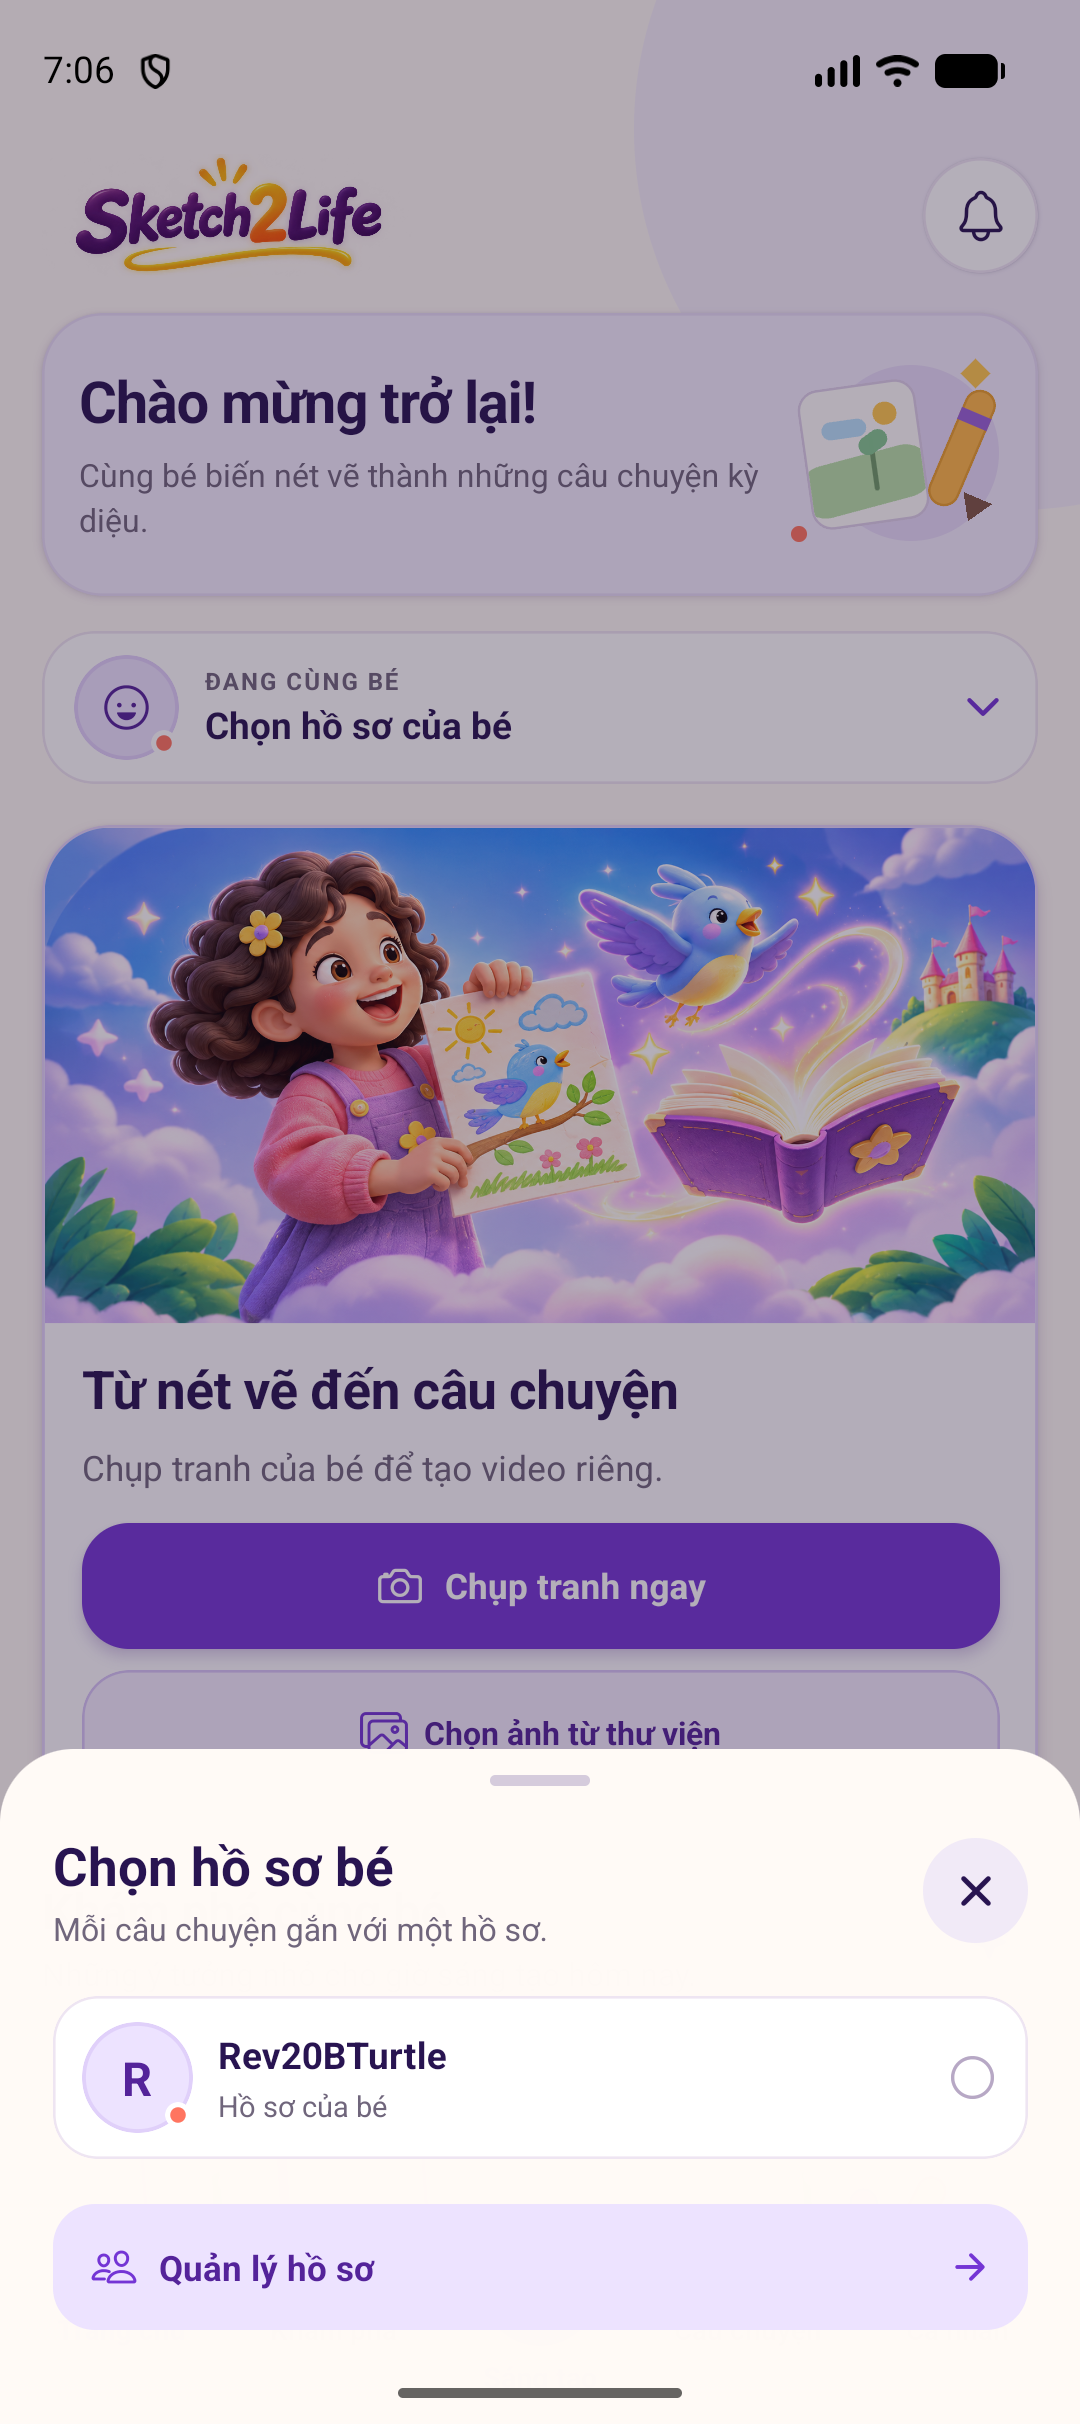 7:06
Sketch2Life
Chào mừng trở lại!
Cùng bé biến nét vẽ thành những câu chuyện kỳ
diệu.
ĐANG CÙNG BÉ
Chọn hồ sơ của bé
Từ nét vẽ đến câu chuyện
Chụp tranh của bé để tạo video riêng.
Chụp tranh ngay
Chọn ảnh từ thư viện
Chọn hồ sơ bé
Mỗi câu chuyện gắn với một hồ sơ.
R
Rev20BTurtle
Hồ sơ của bé
Quản lý hồ sơ